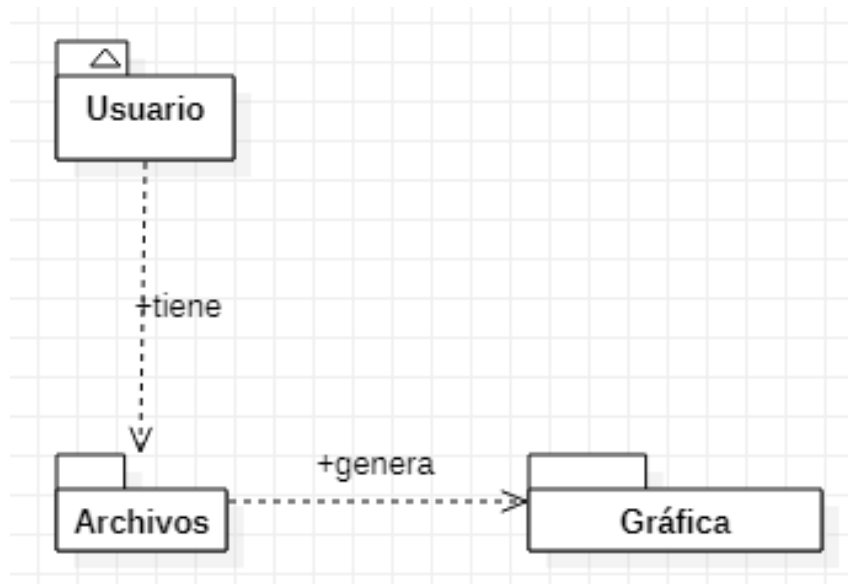 Usuario
+tiene
+genera
Archivos
Gráfica